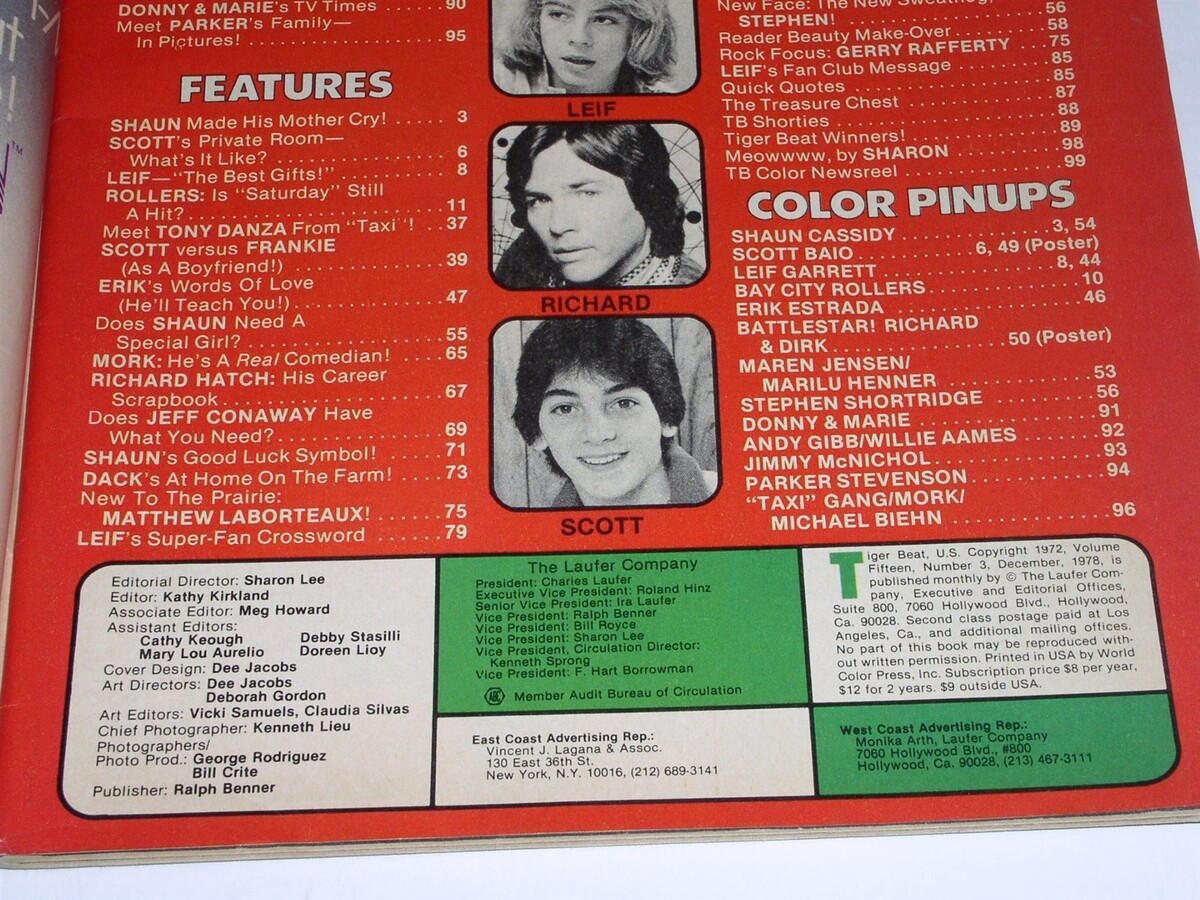 DONNY & MARIE's TV Times ........ 90
Meet PARKER's Family—
In Pictures! .................... 95
FEATURES
SHAUN Made His Mother Cry! ..... 3
SCOTT's Private Room—
What's It Like? ................ 6
LEIF—"The Best Gifts!" ......... 8
ROLLERS: Is "Saturday" Still
A Hit? ......................... 11
Meet TONY DANZA From "Taxi"! .. 37
SCOTT versus FRANKIE
(As A Boyfriend!) .............. 39
ERIK's Words Of Love
(He'll Teach You!) ............. 47
Does SHAUN Need A
Special Girl? .................. 55
MORK: He's A Real Comedian! .... 65
RICHARD HATCH: His Career
Scrapbook ...................... 67
Does JEFF CONAWAY Have
What You Need? ................. 69
SHAUN's Good Luck Symbol! ...... 71
DACK's At Home On The Farm! .... 73
New To The Prairie:
MATTHEW LABORTEAUX! ...... 75
LEIF's Super-Fan Crossword ...... 79
LEIF
RICHARD
SCOTT
STEPHEN! ....................... 56
Reader Beauty Make-Over ........ 58
Rock Focus: GERRY RAFFERTY ..... 75
LEIF's Fan Club Message ........ 85
Quick Quotes ................... 85
The Treasure Chest ............. 87
TB Shorties .................... 88
Tiger Beat Winners! ............ 89
Meowwww, by SHARON ............. 98
TB Color Newsreel .............. 99
COLOR PINUPS
SHAUN CASSIDY .............. 3, 54
SCOTT BAIO ......... 6, 49 (Poster)
LEIF GARRETT ............... 8, 44
BAY CITY ROLLERS ............... 10
ERIK ESTRADA ................... 46
BATTLESTAR! RICHARD
& DIRK ................ 50 (Poster)
MAREN JENSEN/
MARILU HENNER .................. 53
STEPHEN SHORTRIDGE ............. 56
DONNY & MARIE .................. 91
ANDY GIBB/WILLIE AAMES ......... 92
JIMMY McNICHOL ................. 93
PARKER STEVENSON ............... 94
"TAXI" GANG/MORK/
MICHAEL BIEHN .................. 96
Editorial Director: Sharon Lee
Editor: Kathy Kirkland
Associate Editor: Meg Howard
Assistant Editors:
Cathy Keough Debby Stasilli
Mary Lou Aurelio Doreen Lioy
Cover Design: Dee Jacobs
Art Directors: Dee Jacobs
Deborah Gordon
Art Editors: Vicki Samuels, Claudia Silvas
Chief Photographer: Kenneth Lieu
Photographers/
Photo Prod.: George Rodriguez
Bill Crite
Publisher: Ralph Benner
The Laufer Company
President: Charles Laufer
Executive Vice President: Roland Hinz
Senior Vice President: Ira Laufer
Vice President: Ralph Benner
Vice President: Bill Royce
Vice President: Sharon Lee
Vice President, Circulation Director:
Kenneth Sprong
Vice President: F. Hart Borrowman
ABC Member Audit Bureau of Circulation
East Coast Advertising Rep.:
Vincent J. Lagana & Assoc.
130 East 36th St.
New York, N.Y. 10016, (212) 689-3141
Tiger Beat, U.S. Copyright 1972, Volume
Fifteen, Number 3, December, 1978, is
published monthly by © The Laufer Com-
pany, Executive and Editorial Offices,
Suite 800, 7060 Hollywood Blvd., Hollywood,
Ca. 90028. Second class postage paid at Los
Angeles, Ca., and additional mailing offices.
No part of this book may be reproduced with-
out written permission. Printed in USA by World
Color Press, Inc. Subscription price $8 per year,
$12 for 2 years. $9 outside USA.
West Coast Advertising Rep.:
Monika Arth, Laufer Company
7060 Hollywood Blvd., #800
Hollywood, Ca. 90028, (213) 467-3111